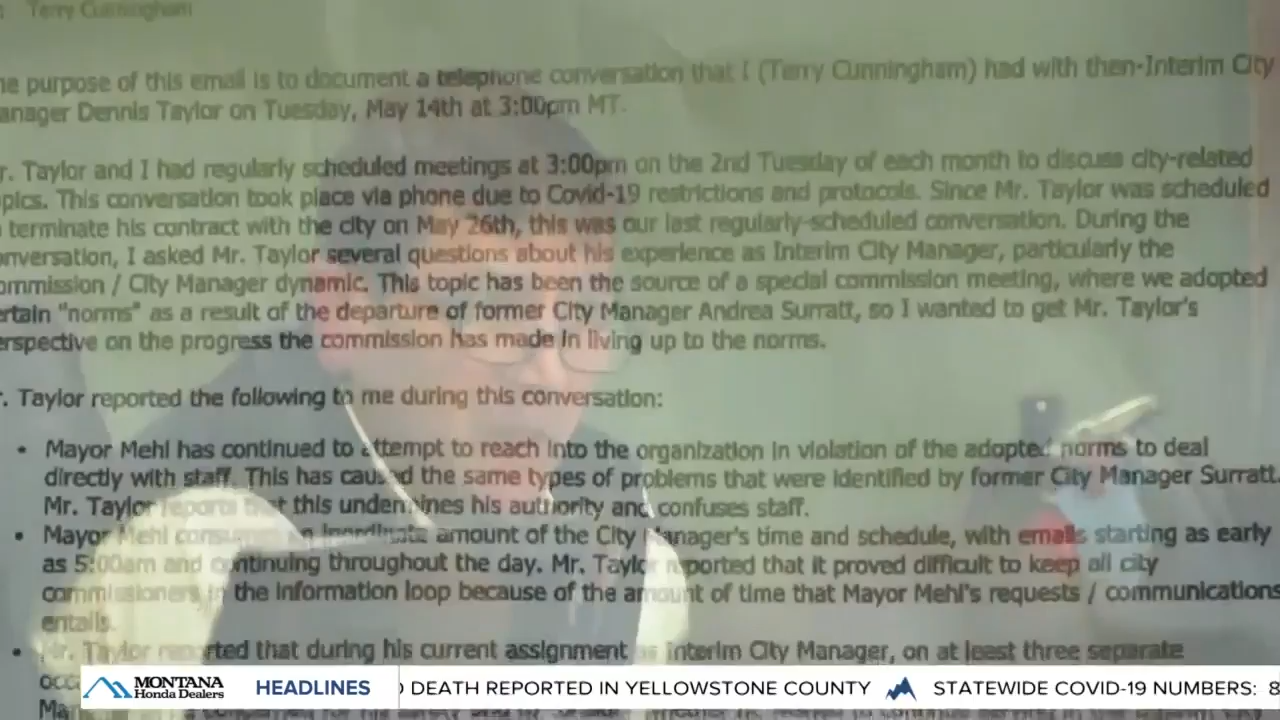 Terry Cunningham
he purpose of this email is to document a telephone conversation that I (Terry Cunningham) had with then-Interim City
anager Dennis Taylor on Tuesday, May 14th at 3:00pm MT.
r. Taylor and I had regularly scheduled meetings at 3:00pm on the 2nd Tuesday of each month to discuss city-related
pics. This conversation took place via phone due to Covid-19 restrictions and protocols. Since Mr. Taylor was scheduled
terminate his contract with the city on May 26th, this was our last regularly-scheduled conversation. During the
onversation, I asked Mr. Taylor several questions about his experience as Interim City Manager, particularly the
ommission / City Manager dynamic. This topic has been the source of a special commission meeting, where we adopted
ertain "norms" as a result of the departure of former City Manager Andrea Surratt, so I wanted to get Mr. Taylor's
erspective on the progress the commission has made in living up to the norms.
r. Taylor reported the following to me during this conversation:
• Mayor Mehl has continued to attempt to reach into the organization in violation of the adopted norms to deal
directly with staff. This has caused the same types of problems that were identified by former City Manager Surratt.
Mr. Taylor reports that this undermines his authority and confuses staff.
• Mayor Mehl consumes an inordinate amount of the City Manager's time and schedule, with emails starting as early
as 5:00am and continuing throughout the day. Mr. Taylor reported that it proved difficult to keep all city
commissioners in the information loop because of the amount of time that Mayor Mehl's requests / communications
entails.
• Mr. Taylor reported that during his current assignment as Interim City Manager, on at least three separate
MONTANA
Honda Dealers
HEADLINES
DEATH REPORTED IN YELLOWSTONE COUNTY
STATEWIDE COVID-19 NUMBERS: 8